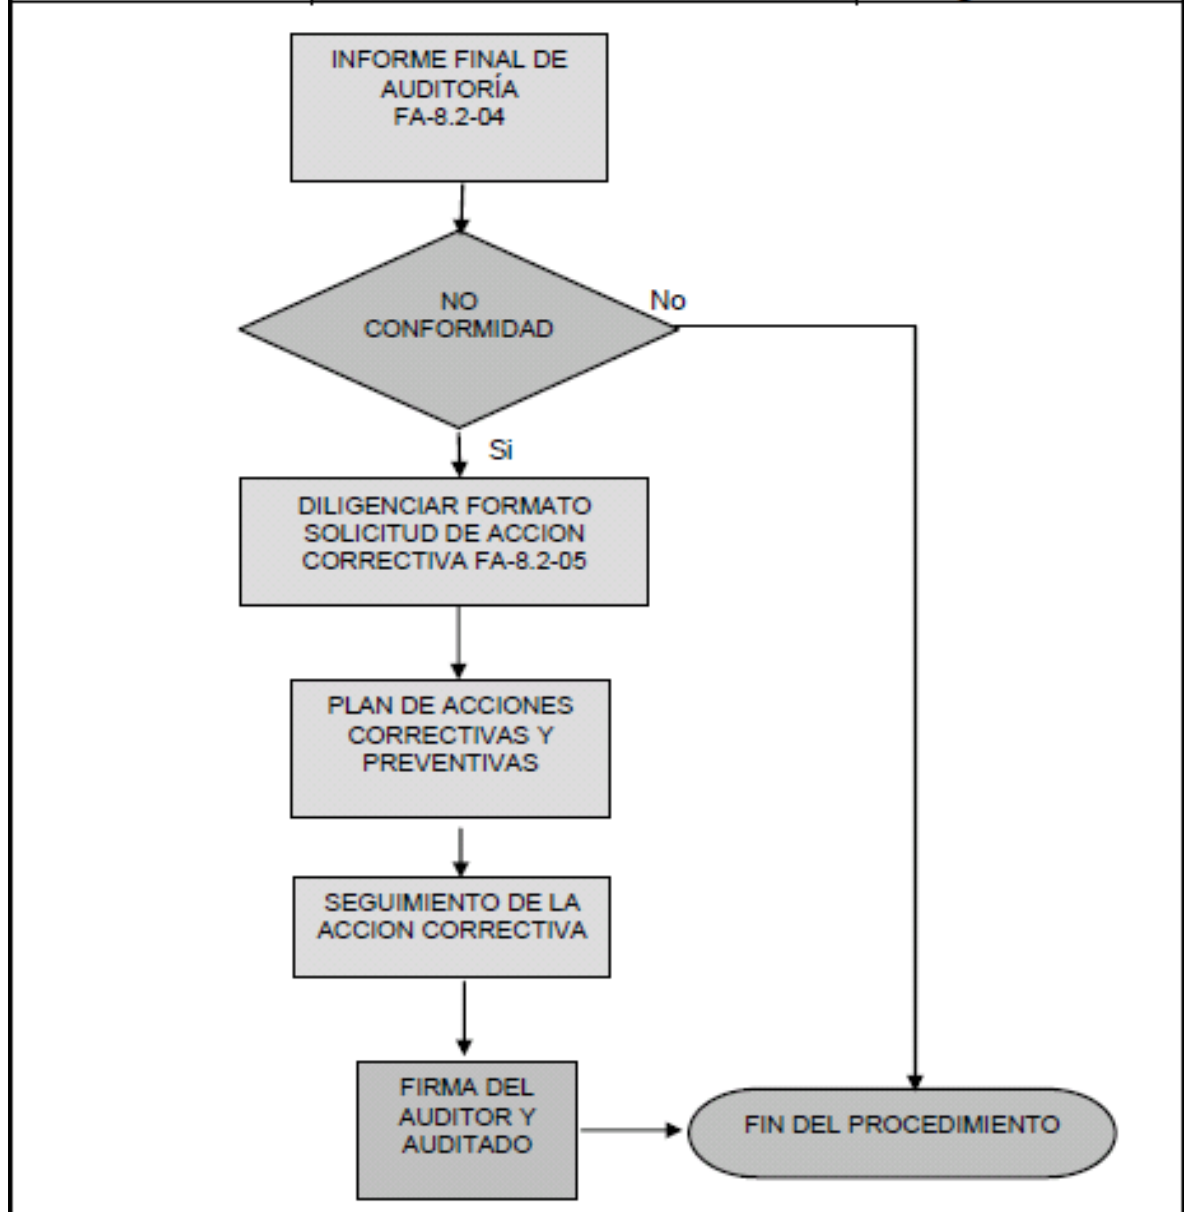 INFORME FINAL DE
AUDITORÍA
FA-8.2-04
NO
CONFORMIDAD
No
Si
DILIGENCIAR FORMATO
SOLICITUD DE ACCION
CORRECTIVA FA-8.2-05
PLAN DE ACCIONES
CORRECTIVAS Y
PREVENTIVAS
SEGUIMIENTO DE LA
ACCION CORRECTIVA
FIRMA DEL
AUDITOR Y
AUDITADO
FIN DEL PROCEDIMIENTO